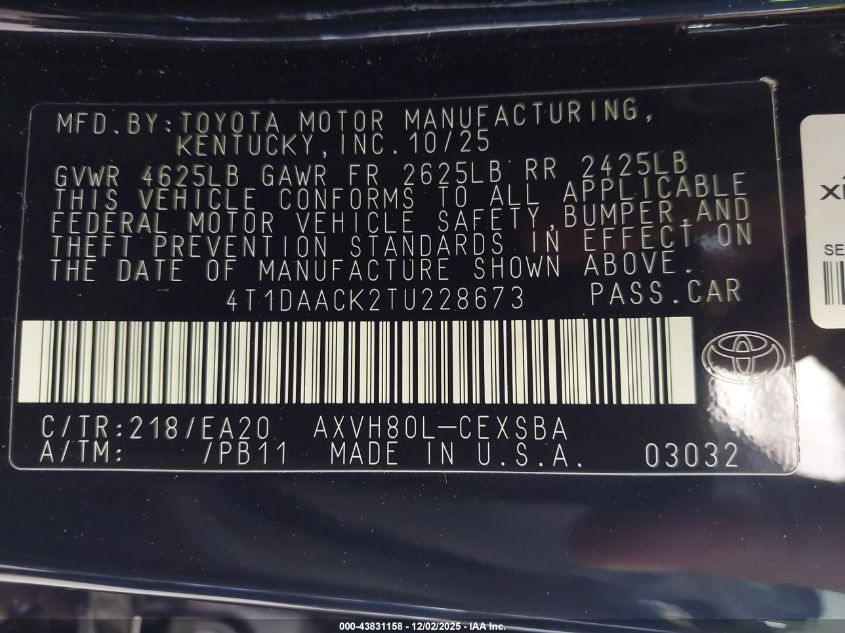 MFD.BY:TOYOTA MOTOR MANUFACTURING,
KENTUCKY,INC.10/25
GVWR 4625LB GAWR FR 2625LB RR 2425LB
THIS VEHICLE CONFORMS TO ALL APPLICABLE
FEDERAL MOTOR VEHICLE SAFETY,BUMPER,AND
THEFT PREVENTION STANDARDS IN EFFECT ON
THE DATE OF MANUFACTURE SHOWN ABOVE.
4T1DAACK2TU228673 PASS.CAR
C/TR:218/EA20 AXVH80L-CEXSBA
A/TM: /PB11 MADE IN U.S.A. 03032
SE
000-43831158 - 12/02/2025 - IAA Inc.